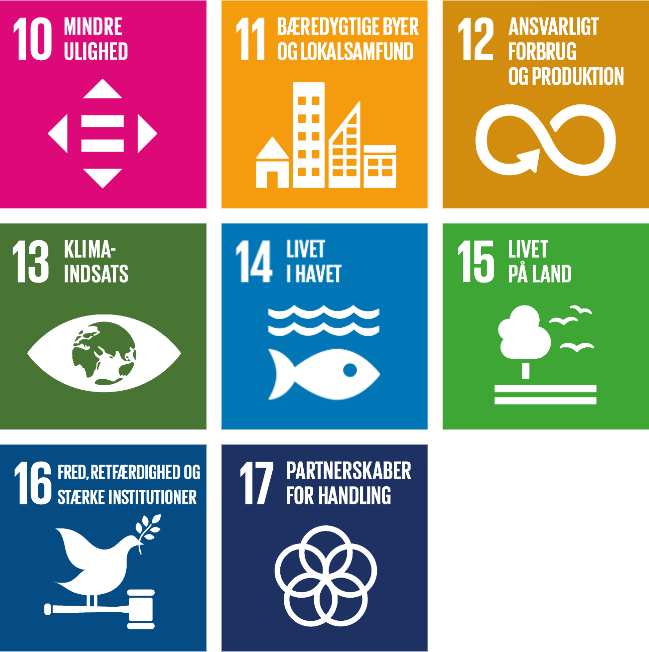 10 MINDRE
ULIGHED
11 BÆREDYGTIGE BYER
OG LOKALSAMFUND
12 ANSVARLIGT
FORBRUG
OG PRODUKTION
13 KLIMA-
INDSATS
14 LIVET
I HAVET
15 LIVET
PÅ LAND
16 FRED, RETFÆRDIGHED OG
STÆRKE INSTITUTIONER
17 PARTNERSKABER
FOR HANDLING